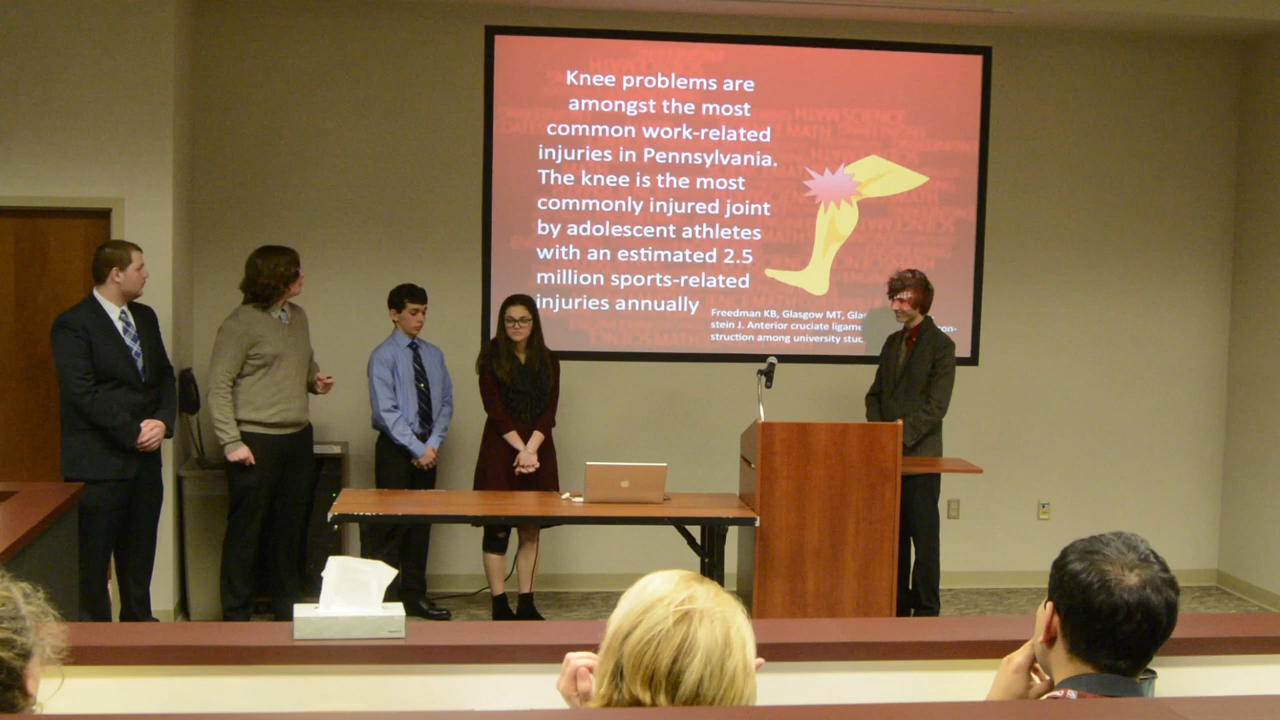 Knee problems are
amongst the most
common work-related
injuries in Pennsylvania.
The knee is the most
commonly injured joint
by adolescent athletes
with an estimated 2.5
million sports-related
injuries annually
Freedman KB, Glasgow MT,
stein J. Anterior cruciate
struction among university